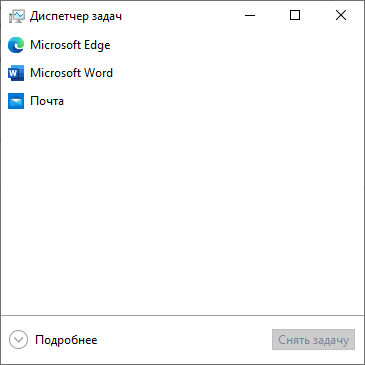 Диспетчер задач
Microsoft Edge
Microsoft Word
Почта
Подробнее
Снять задачу